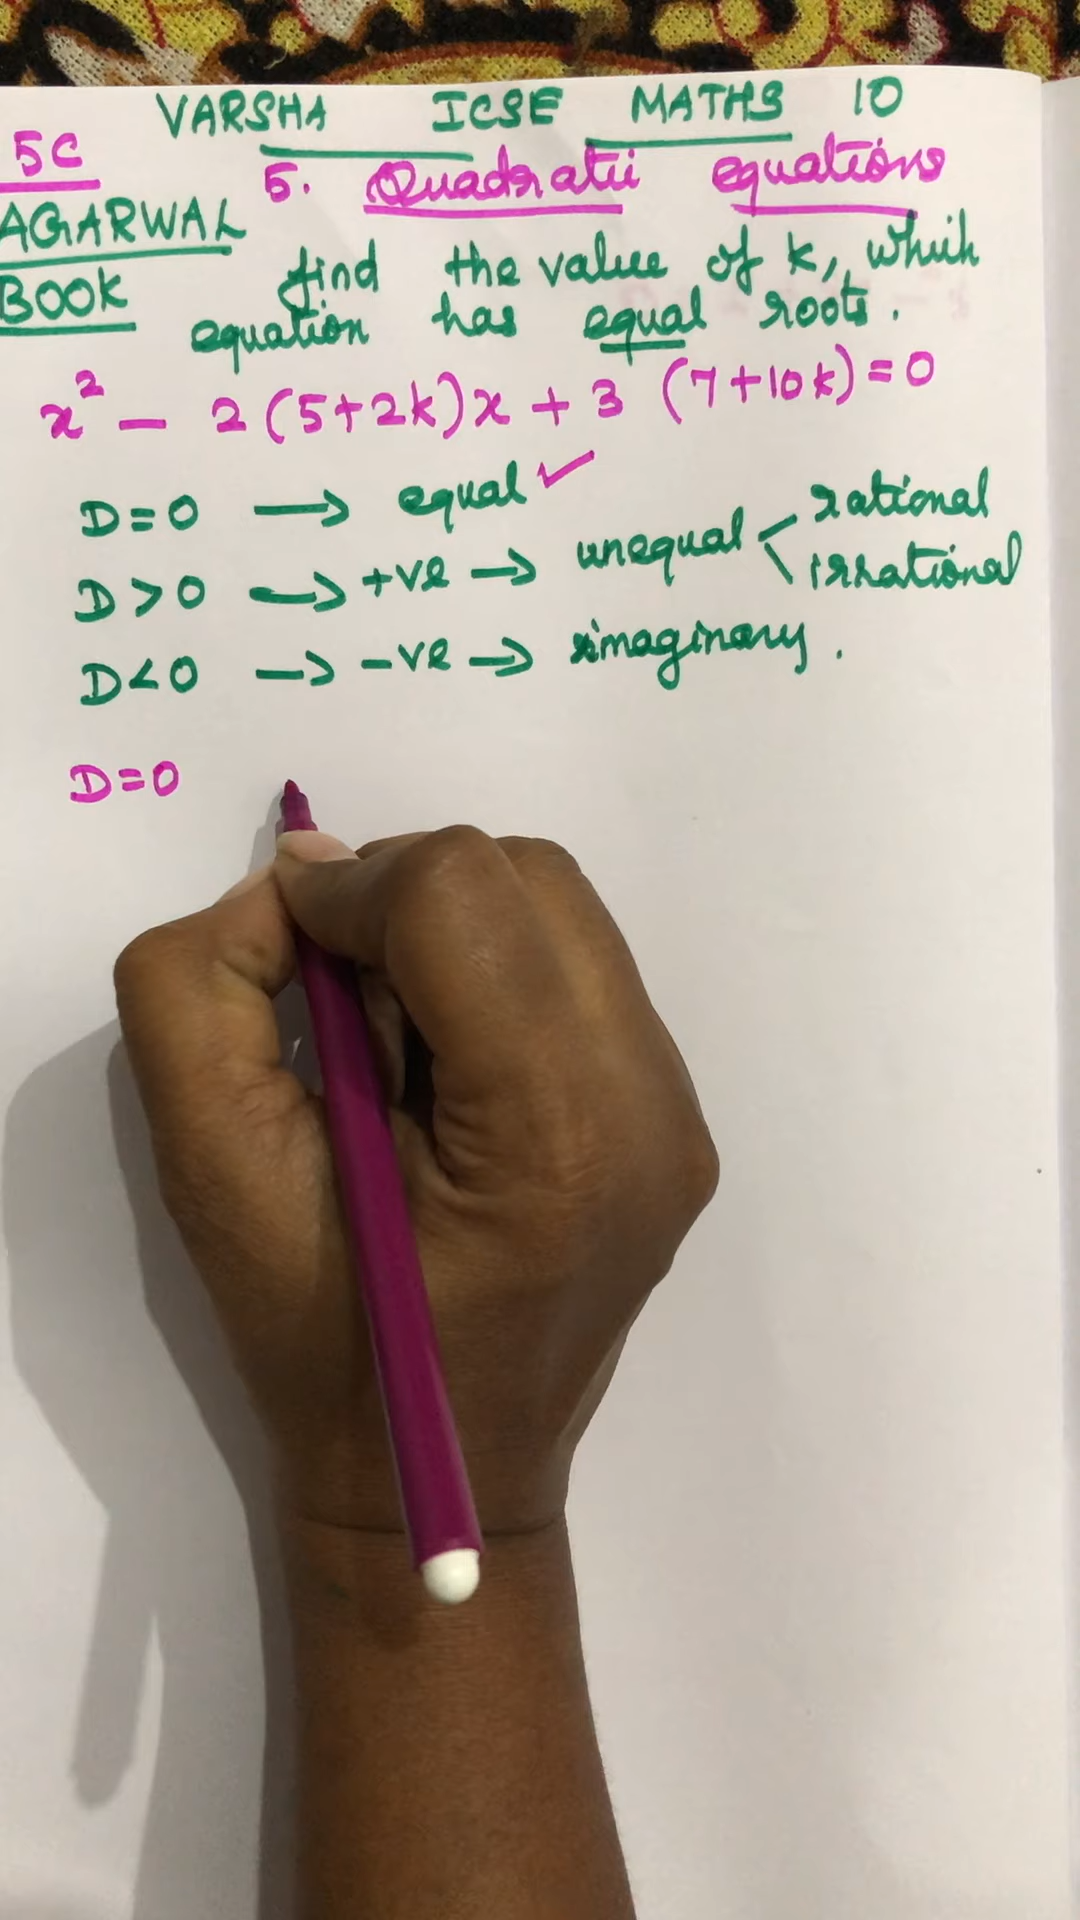 VARSHA ICSE MATHS 10
5C
5. Quadratic equations
AGARWAL
BOOK
find the value of k, which
equation has equal roots.
x² - 2(5+2k)x + 3 (7+10k)=0
D=0 → equal ✓
D>0 → +ve → unequal < rational
irrational
D<0 → -ve → imaginary.
D=0